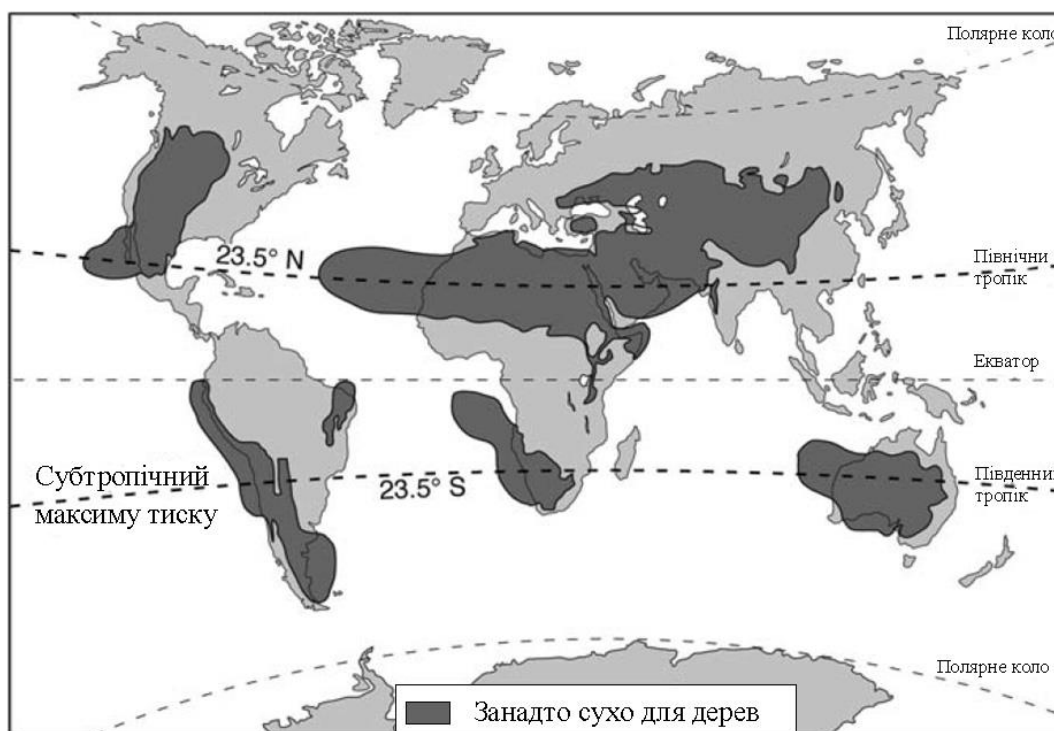 Полярне коло
23.5° N
Північни
тропік
Екватор
Субтропічний
максиму тиску
23.5° S
Південний
тропік
Полярне коло
Занадто сухо для дерев